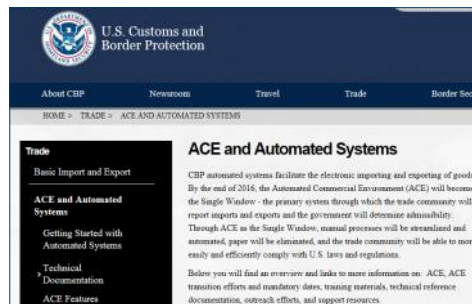 U.S. Customs and
Border Protection
About CBP Newsroom Travel Trade Border Sec
HOME > TRADE > ACE AND AUTOMATED SYSTEMS
Trade
Basic Import and Export
ACE and Automated
Systems
Getting Started with
Automated Systems
Technical
Documentation
ACE Features
ACE and Automated Systems
CBP automated systems facilitate the electronic importing and exporting of goods
By the end of 2016, the Automated Commercial Environment (ACE) will become
the Single Window - the primary system through which the trade community will
report imports and exports and the government will determine admissibility.
Through ACE as the Single Window, manual processes will be streamlined and
automated, paper will be eliminated, and the trade community will be able to more
easily and efficiently comply with U.S. laws and regulations.
Below you will find an overview and links to more information on: ACE, ACE
transition efforts and mandatory dates, training materials, technical reference
documentation, outreach efforts, and support resources.